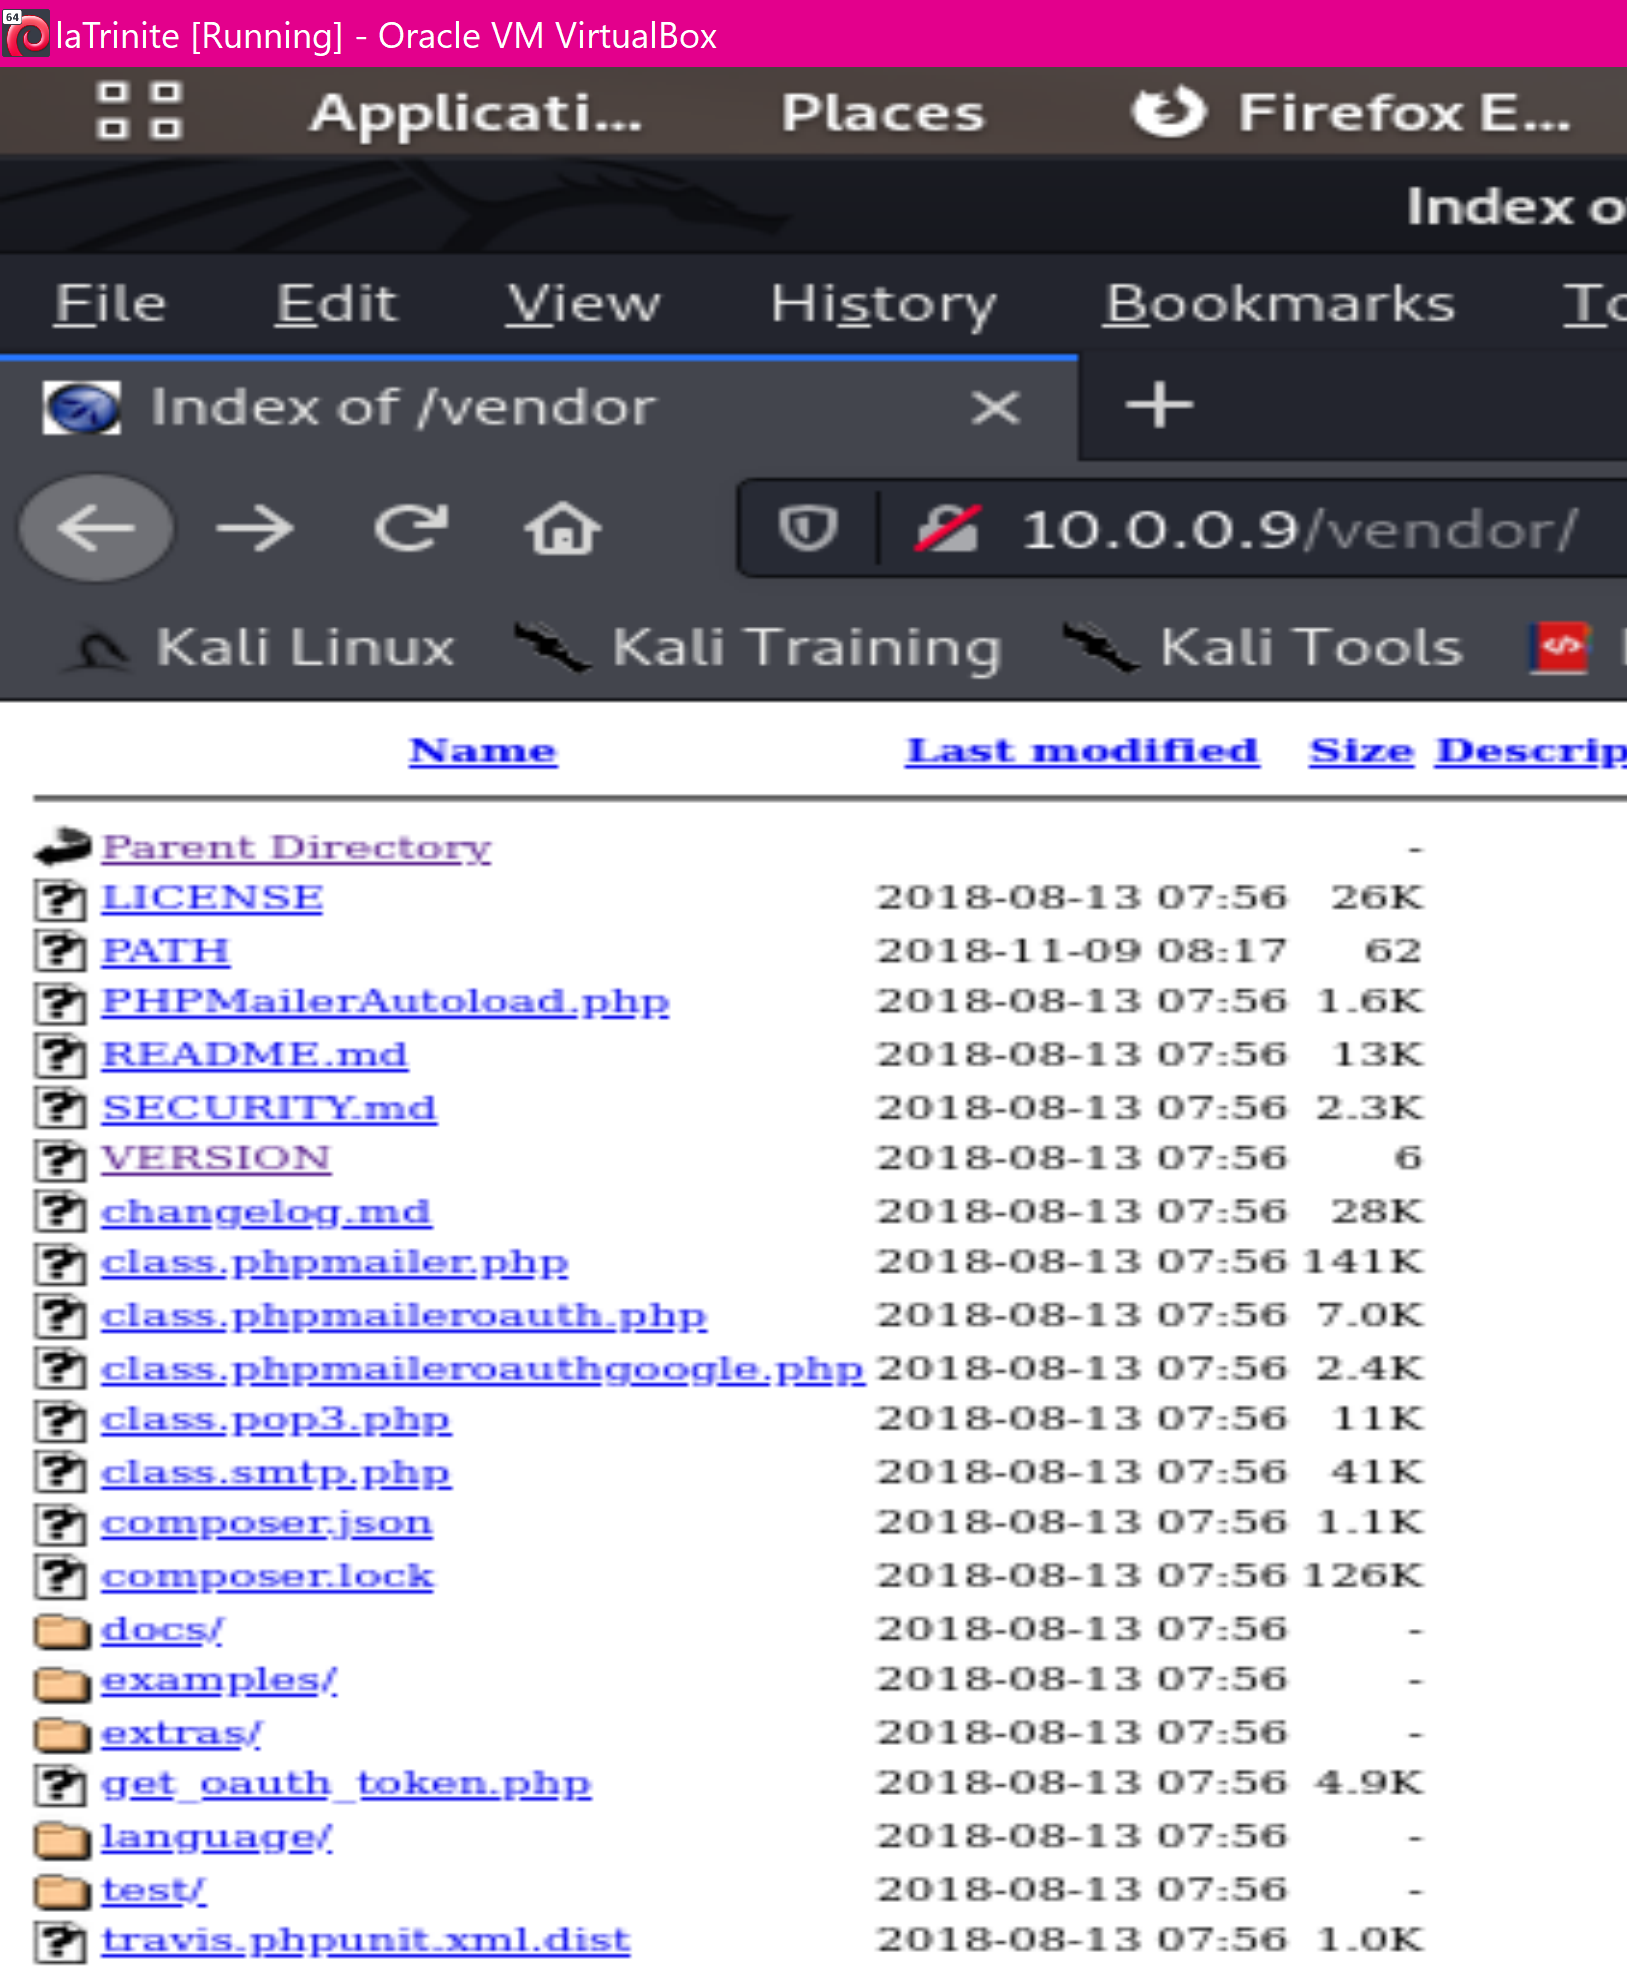 64
laTrinite [Running] - Oracle VM VirtualBox
Applicati... Places Firefox E...
Index o
File Edit View History Bookmarks To
Index of /vendor
10.0.0.9/vendor/
Kali Linux Kali Training Kali Tools
Name Last modified Size Descrip
Parent Directory -
LICENSE 2018-08-13 07:56 26K
PATH 2018-11-09 08:17 62
PHPMailerAutoload.php 2018-08-13 07:56 1.6K
README.md 2018-08-13 07:56 13K
SECURITY.md 2018-08-13 07:56 2.3K
VERSION 2018-08-13 07:56 6
changelog.md 2018-08-13 07:56 28K
class.phpmailer.php 2018-08-13 07:56 141K
class.phpmaileroauth.php 2018-08-13 07:56 7.0K
class.phpmaileroauthgoogle.php 2018-08-13 07:56 2.4K
class.pop3.php 2018-08-13 07:56 11K
class.smtp.php 2018-08-13 07:56 41K
composer.json 2018-08-13 07:56 1.1K
composer.lock 2018-08-13 07:56 126K
docs/ 2018-08-13 07:56 -
examples/ 2018-08-13 07:56 -
extras/ 2018-08-13 07:56 -
get_oauth_token.php 2018-08-13 07:56 4.9K
language/ 2018-08-13 07:56 -
test/ 2018-08-13 07:56 -
travis.phpunit.xml.dist 2018-08-13 07:56 1.0K